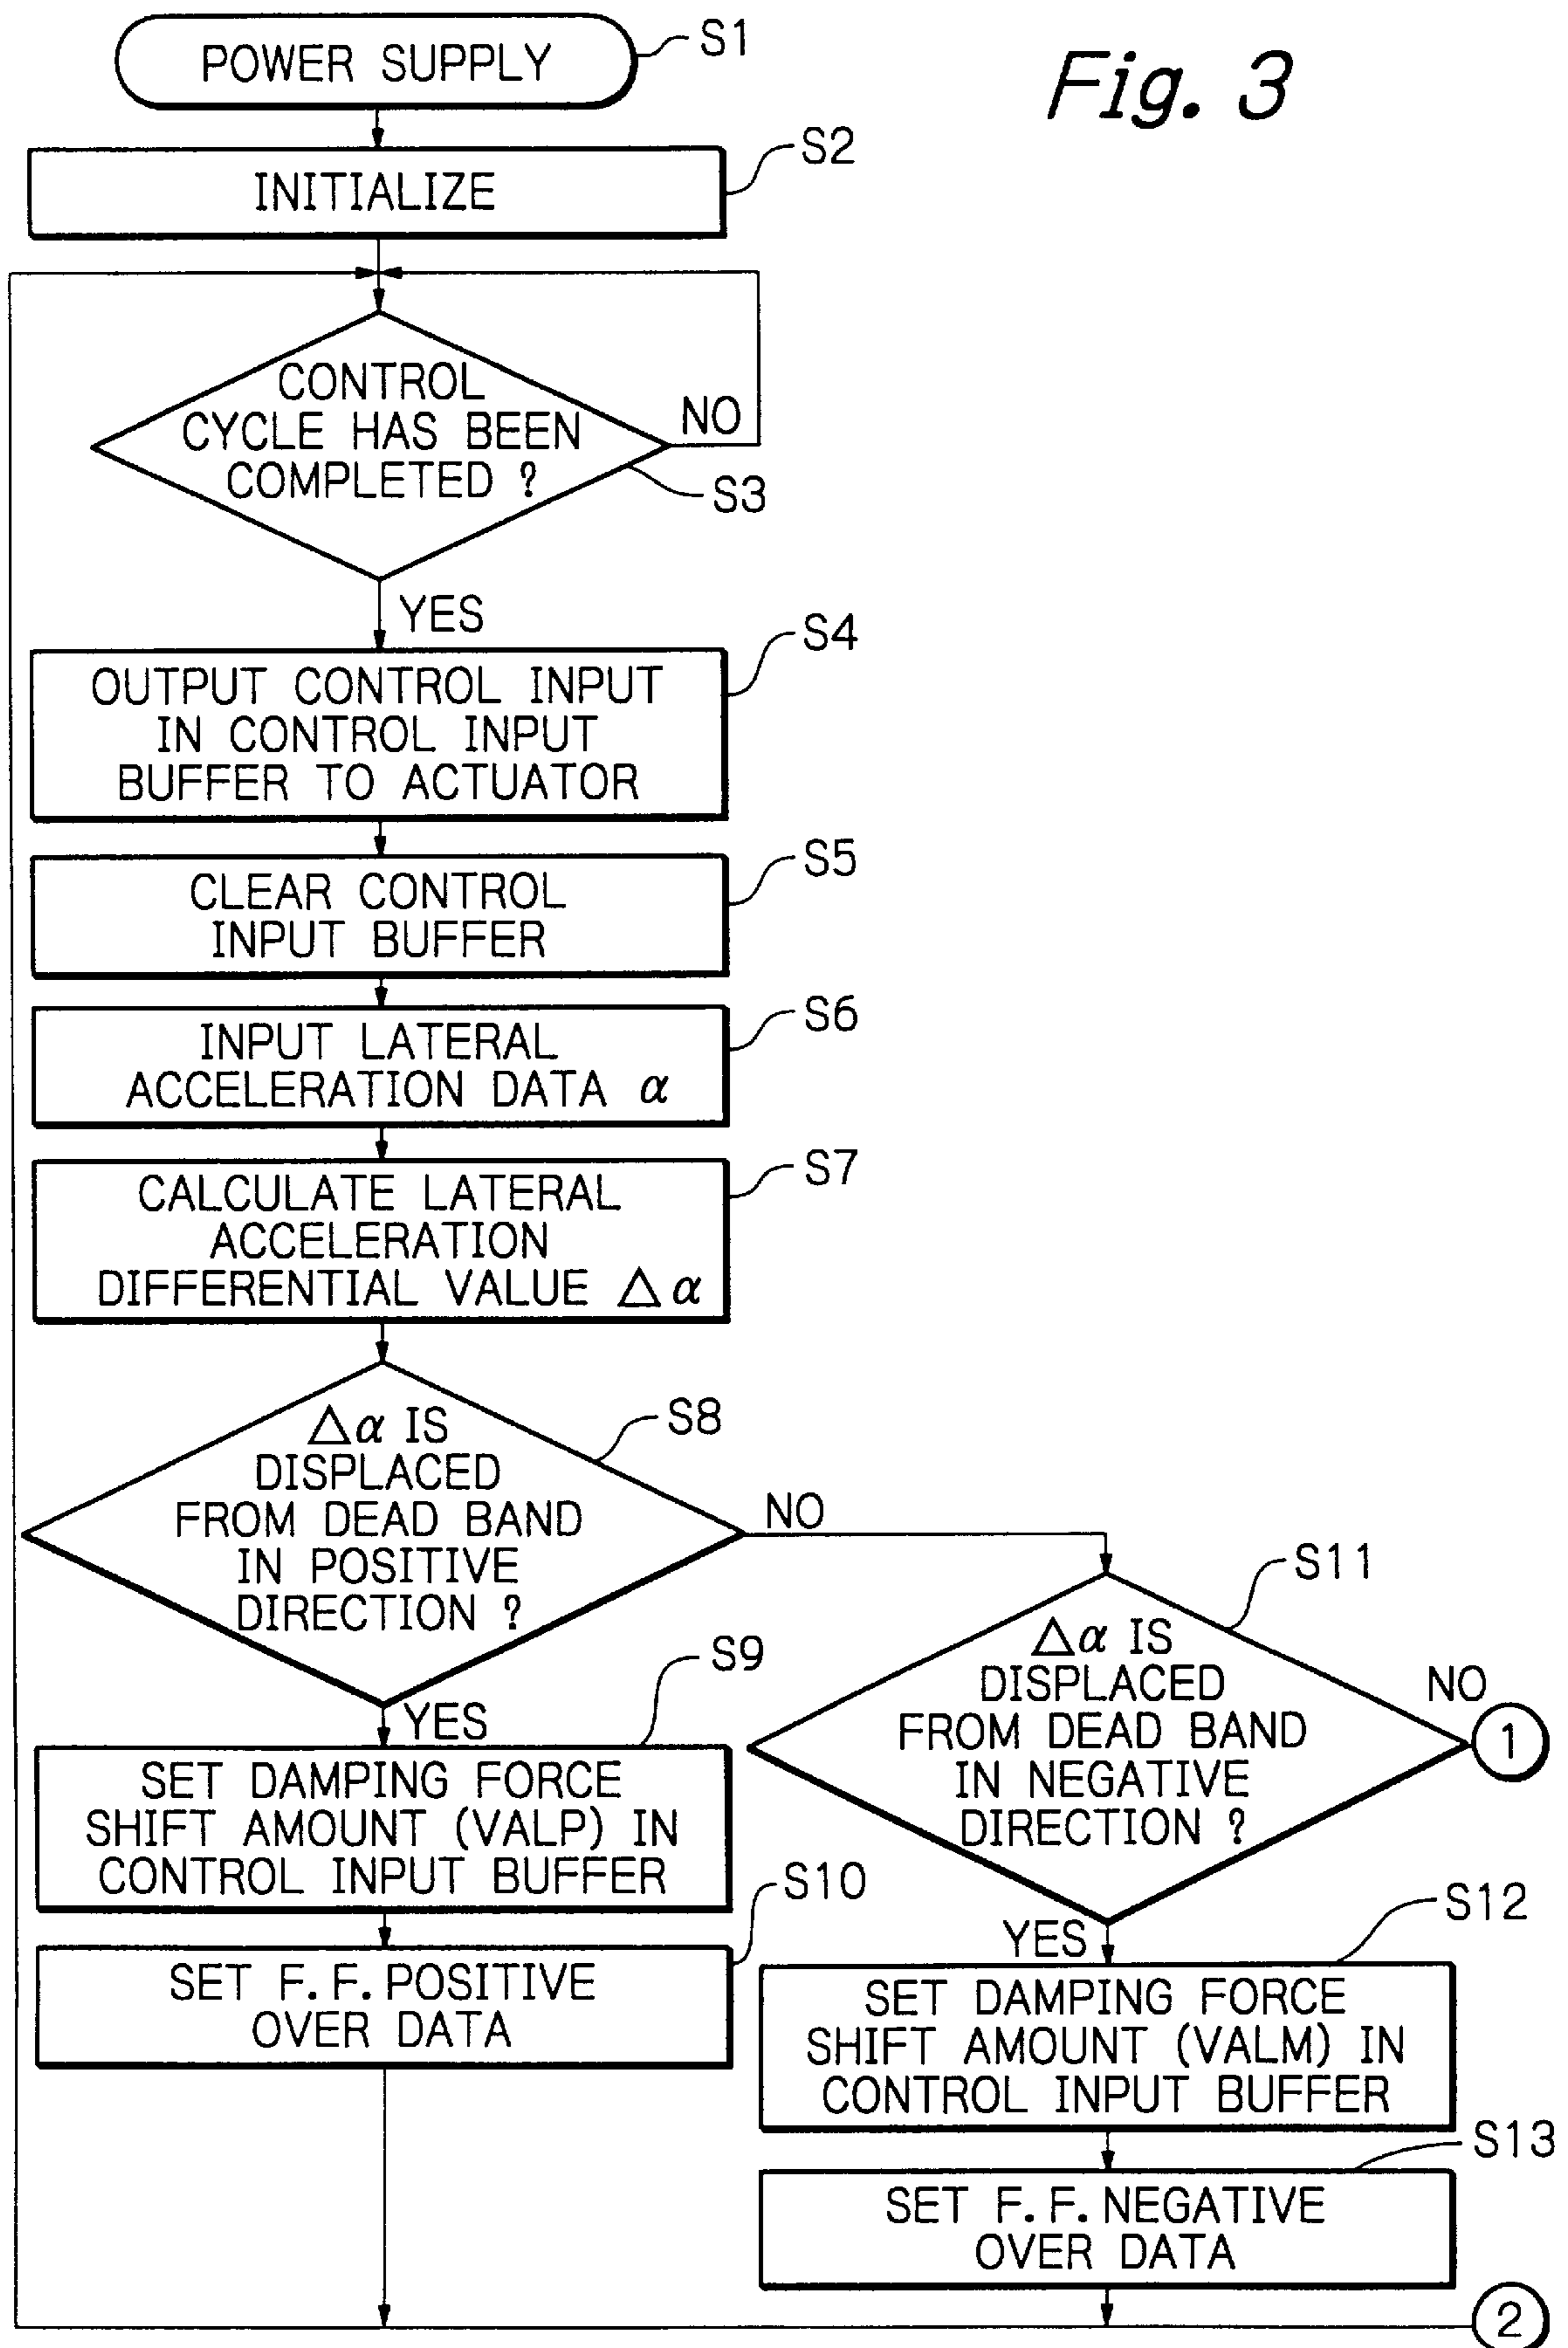 Fig. 3
POWER SUPPLY
S1
INITIALIZE
S2
CONTROL
CYCLE HAS BEEN
COMPLETED ?
NO
S3
YES
OUTPUT CONTROL INPUT
IN CONTROL INPUT
BUFFER TO ACTUATOR
S4
CLEAR CONTROL
INPUT BUFFER
S5
INPUT LATERAL
ACCELERATION DATA α
S6
CALCULATE LATERAL
ACCELERATION
DIFFERENTIAL VALUE △α
S7
△α IS
DISPLACED
FROM DEAD BAND
IN POSITIVE
DIRECTION ?
S8
NO
YES
SET DAMPING FORCE
SHIFT AMOUNT (VALP) IN
CONTROL INPUT BUFFER
S9
SET F.F. POSITIVE
OVER DATA
S10
△α IS
DISPLACED
FROM DEAD BAND
IN NEGATIVE
DIRECTION ?
S11
NO
1
YES
SET DAMPING FORCE
SHIFT AMOUNT (VALM) IN
CONTROL INPUT BUFFER
S12
SET F.F. NEGATIVE
OVER DATA
S13
2